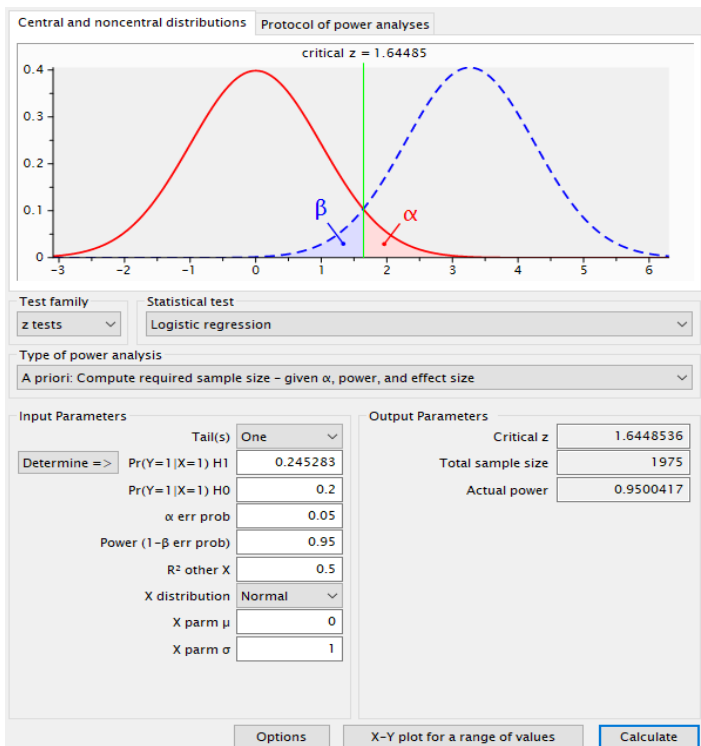 Central and noncentral distributions Protocol of power analyses
critical z = 1.64485
0.4
0.3
0.2
0.1
0
β α
-3 -2 -1 0 1 2 3 4 5 6
Test family Statistical test
z tests Logistic regression
Type of power analysis
A priori: Compute required sample size – given α, power, and effect size
Input Parameters Output Parameters
Tail(s) One Critical z 1.6448536
Determine => Pr(Y=1|X=1) H1 0.245283 Total sample size 1975
Pr(Y=1|X=1) H0 0.2 Actual power 0.9500417
α err prob 0.05
Power (1-β err prob) 0.95
R² other X 0.5
X distribution Normal
X parm μ 0
X parm σ 1
Options X-Y plot for a range of values Calculate